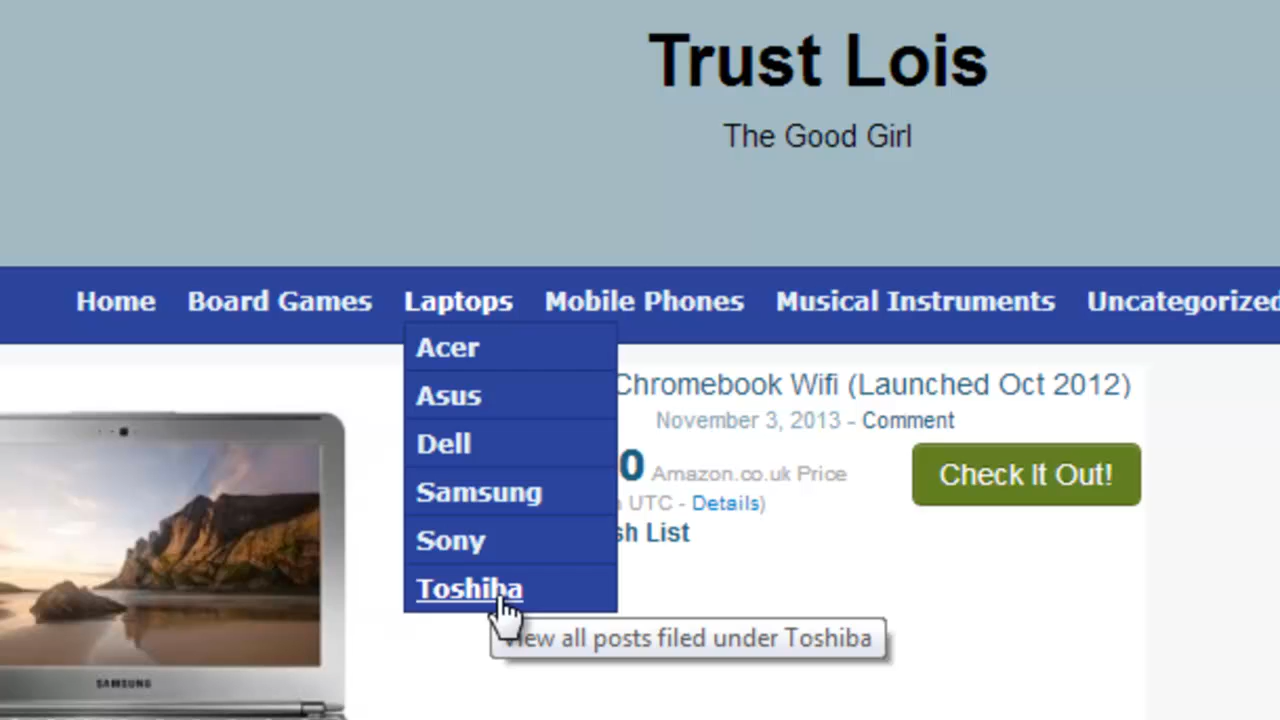 Trust Lois
The Good Girl
Home Board Games Laptops Mobile Phones Musical Instruments Uncategorized
Acer
Asus
Dell
Samsung
Sony
Toshiba
Chromebook Wifi (Launched Oct 2012)
November 3, 2013 - Comment
0 Amazon.co.uk Price
UTC - Details)
List
Check It Out!
View all posts filed under Toshiba
SAMSUNG